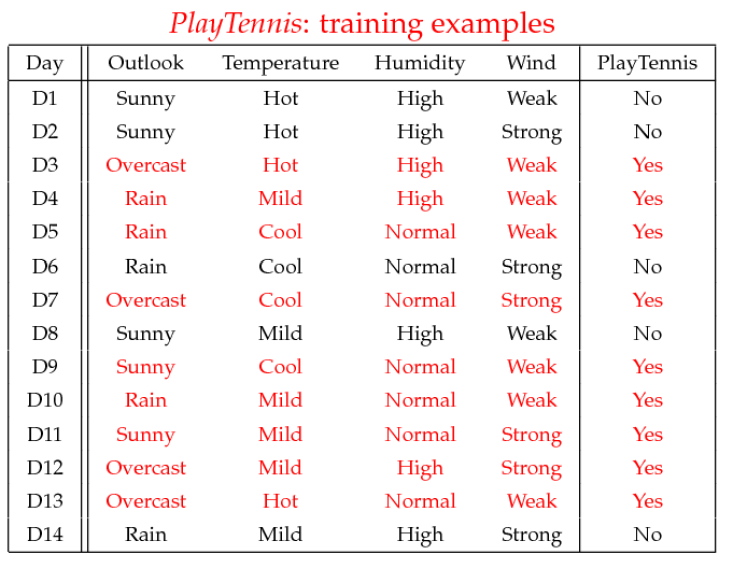 PlayTennis: training examples
Day Outlook Temperature Humidity Wind PlayTennis
D1 Sunny Hot High Weak No
D2 Sunny Hot High Strong No
D3 Overcast Hot High Weak Yes
D4 Rain Mild High Weak Yes
D5 Rain Cool Normal Weak Yes
D6 Rain Cool Normal Strong No
D7 Overcast Cool Normal Strong Yes
D8 Sunny Mild High Weak No
D9 Sunny Cool Normal Weak Yes
D10 Rain Mild Normal Weak Yes
D11 Sunny Mild Normal Strong Yes
D12 Overcast Mild High Strong Yes
D13 Overcast Hot Normal Weak Yes
D14 Rain Mild High Strong No